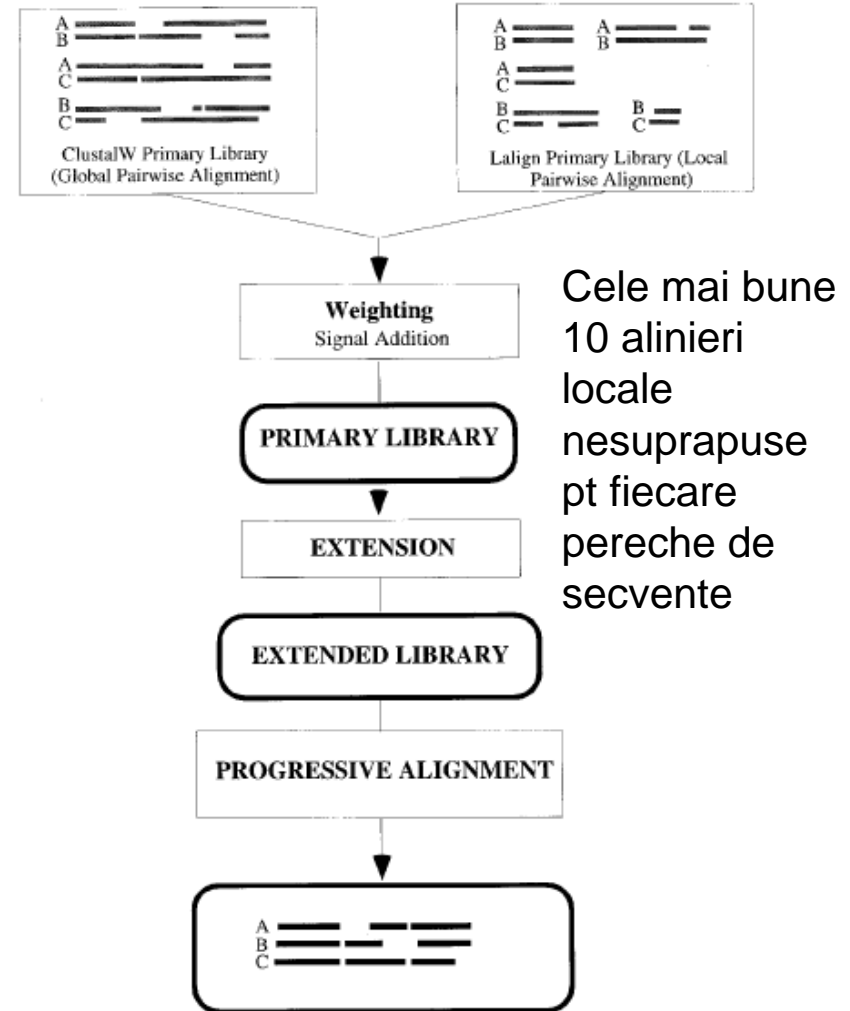 A
B
A
C
B
C
ClustalW Primary Library
(Global Pairwise Alignment)
A
B
A
B
A
C
B
C
B
C
Lalign Primary Library (Local
Pairwise Alignment)
Weighting
Signal Addition
PRIMARY LIBRARY
EXTENSION
EXTENDED LIBRARY
PROGRESSIVE ALIGNMENT
A
B
C
Cele mai bune
10 alinieri
locale
nesuprapuse
pt fiecare
pereche de
secvente